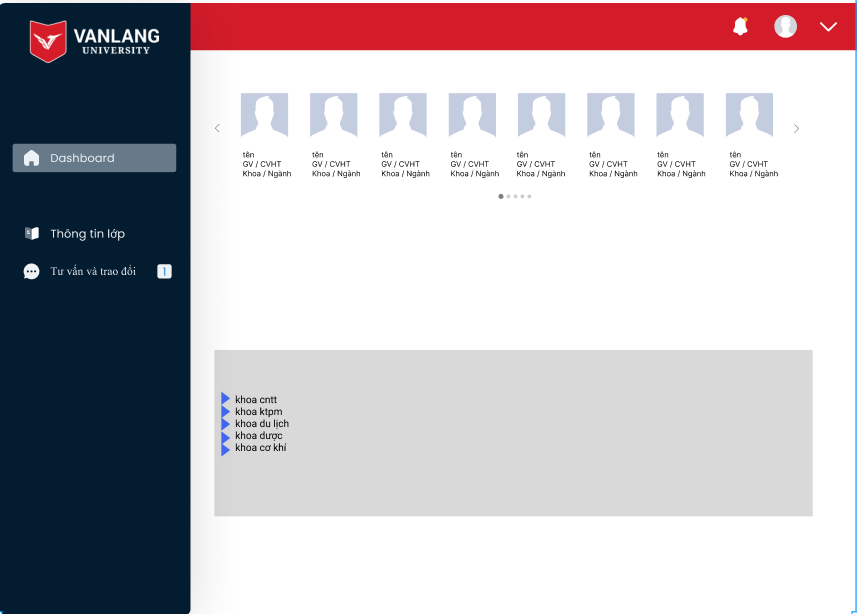 VANLANG
UNIVERSITY
Dashboard
Thông tin lớp
Tư vấn và trao đổi 1
tên
GV / CVHT
Khoa / Ngành
tên
GV / CVHT
Khoa / Ngành
tên
GV / CVHT
Khoa / Ngành
tên
GV / CVHT
Khoa / Ngành
tên
GV / CVHT
Khoa / Ngành
tên
GV / CVHT
Khoa / Ngành
tên
GV / CVHT
Khoa / Ngành
tên
GV / CVHT
Khoa / Ngành
khoa cntt
khoa ktpm
khoa du lịch
khoa dược
khoa cơ khí